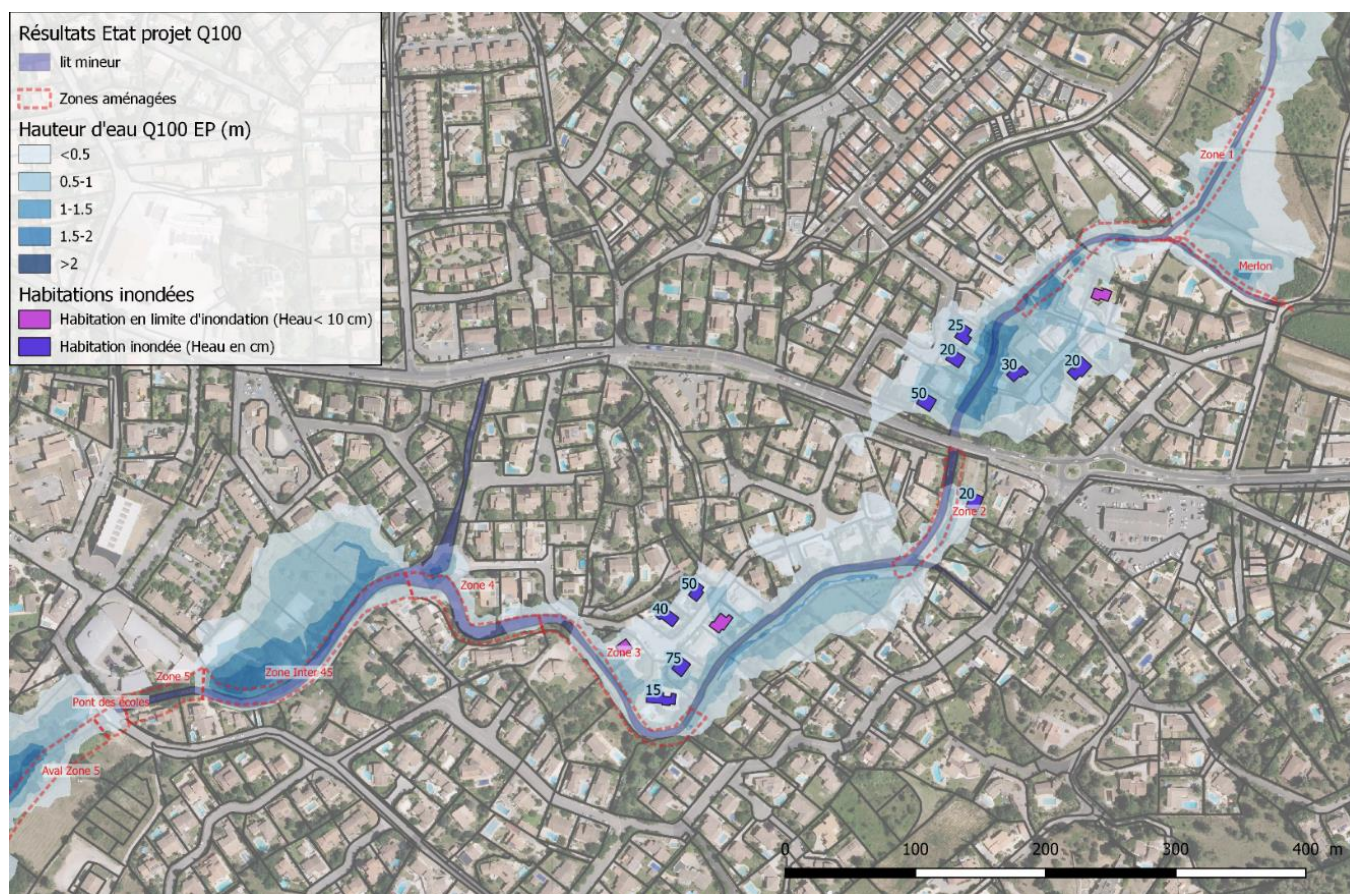 Résultats Etat projet Q100
lit mineur
Zones aménagées
Hauteur d'eau Q100 EP (m)
<0.5
0.5-1
1-1.5
1.5-2
>2
Habitations inondées
Habitation en limite d'inondation (Heau< 10 cm)
Habitation inondée (Heau en cm)
Zone 1
Merlon
25
20
30
20
50
20
Zone 2
50
Zone 4
40
Zone 3
75
Zone Inter 45
Zone 5
15
Pont des écoles
Aval Zone 5
0 100 200 300 400 m